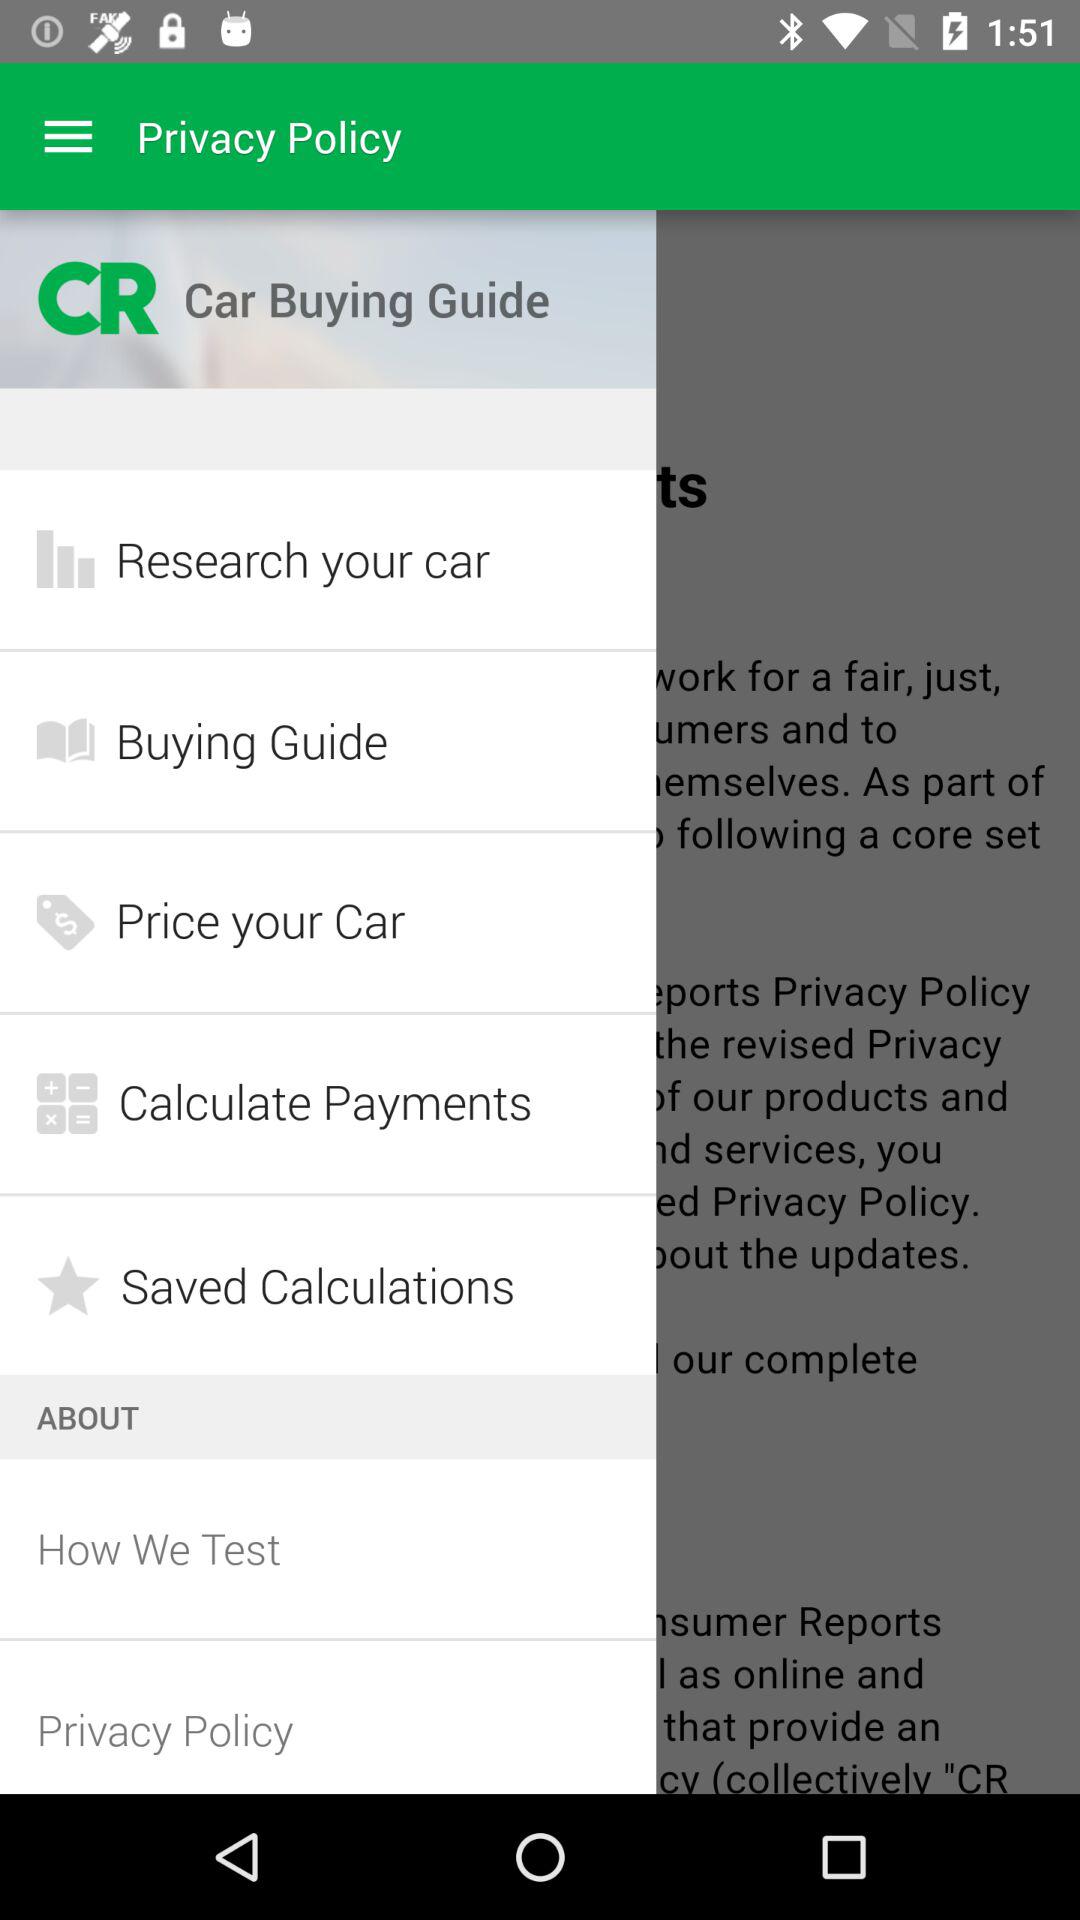 FAKE
1:51
Privacy Policy
CR Car Buying Guide
Research your car
Buying Guide
Price your Car
Calculate Payments
Saved Calculations
ABOUT
How We Test
Privacy Policy
ts
work for a fair, just,
umers and to
hemselves. As part of
following a core set
eports Privacy Policy
the revised Privacy
of our products and
nd services, you
ed Privacy Policy.
bout the updates.
our complete
nsumer Reports
l as online and
that provide an
cy (collectively "CR